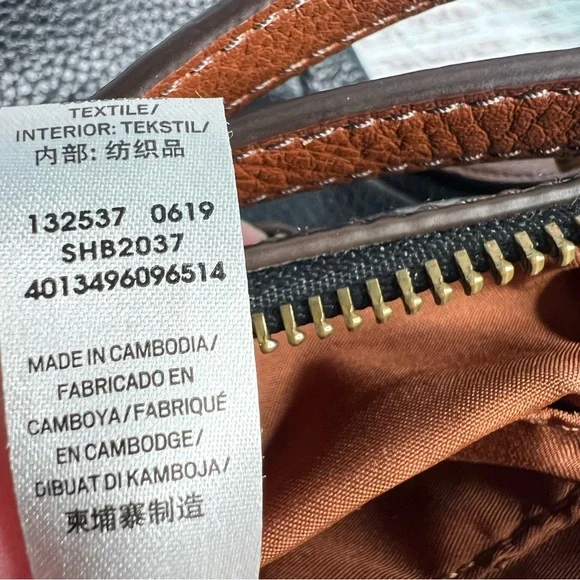 TEXTILE/
INTERIOR: TEKSTIL/
内部: 纺织品
132537 0619
SHB2037
4013496096514
MADE IN CAMBODIA/
FABRICADO EN
CAMBOYA/FABRIQUÉ
EN CAMBODGE/
DIBUAT DI KAMBOJA/
柬埔寨制造